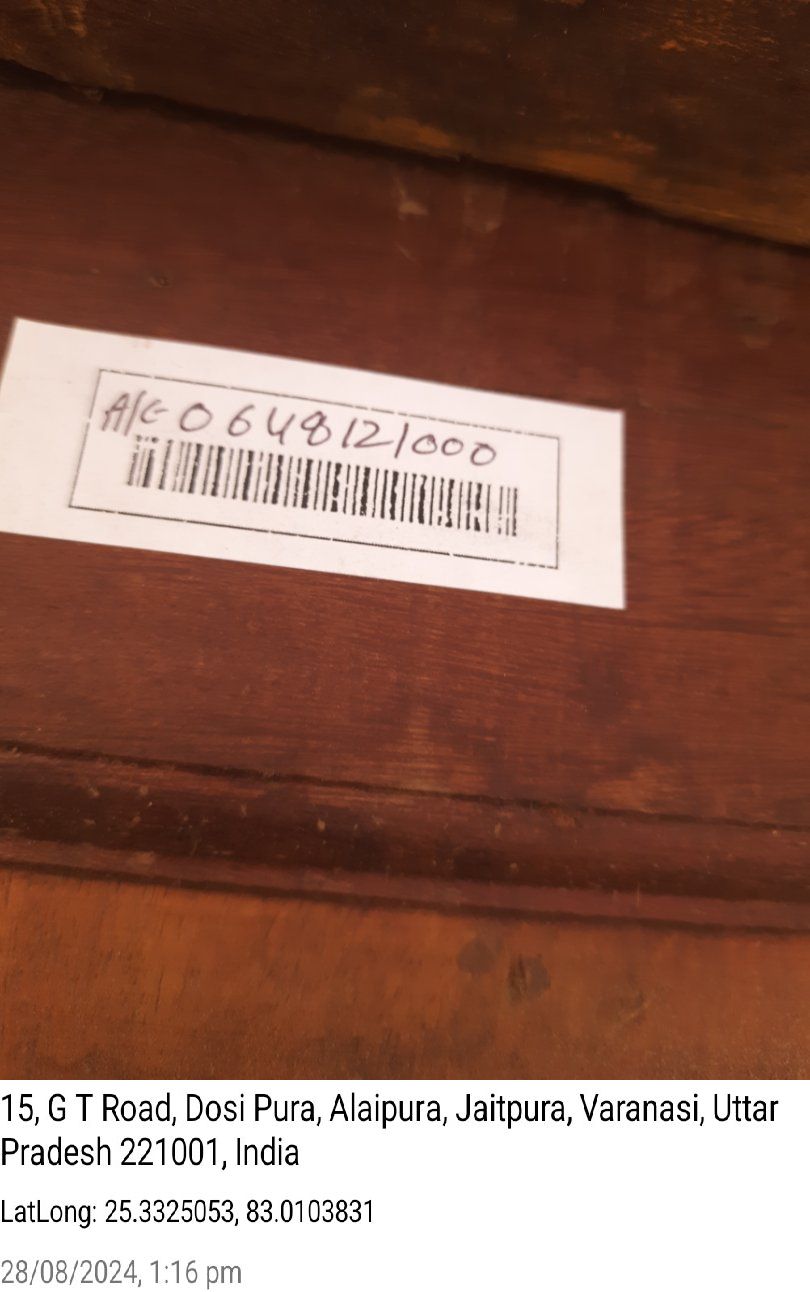 A/C 0648121000
15, G T Road, Dosi Pura, Alaipura, Jaitpura, Varanasi, Uttar
Pradesh 221001, India
LatLong: 25.3325053, 83.0103831
28/08/2024, 1:16 pm